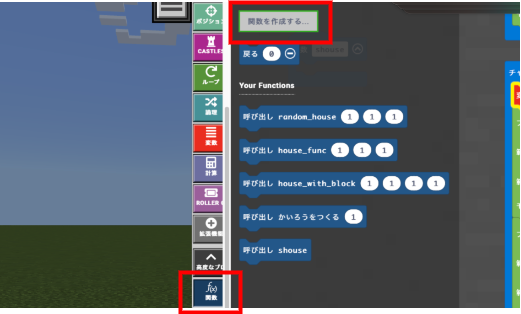 ポジション
CASTLES
ループ
論理
変数
計算
ROLLER
拡張機能
高度なブロ
f(x)
関数
関数を作成する...
戻る 0
shouse
Your Functions
呼び出し random_house 1 1 1
呼び出し house_func 1 1 1
呼び出し house_with_block 1 1 1 1
呼び出し かいろうをつくる 1
呼び出し shouse
チャ